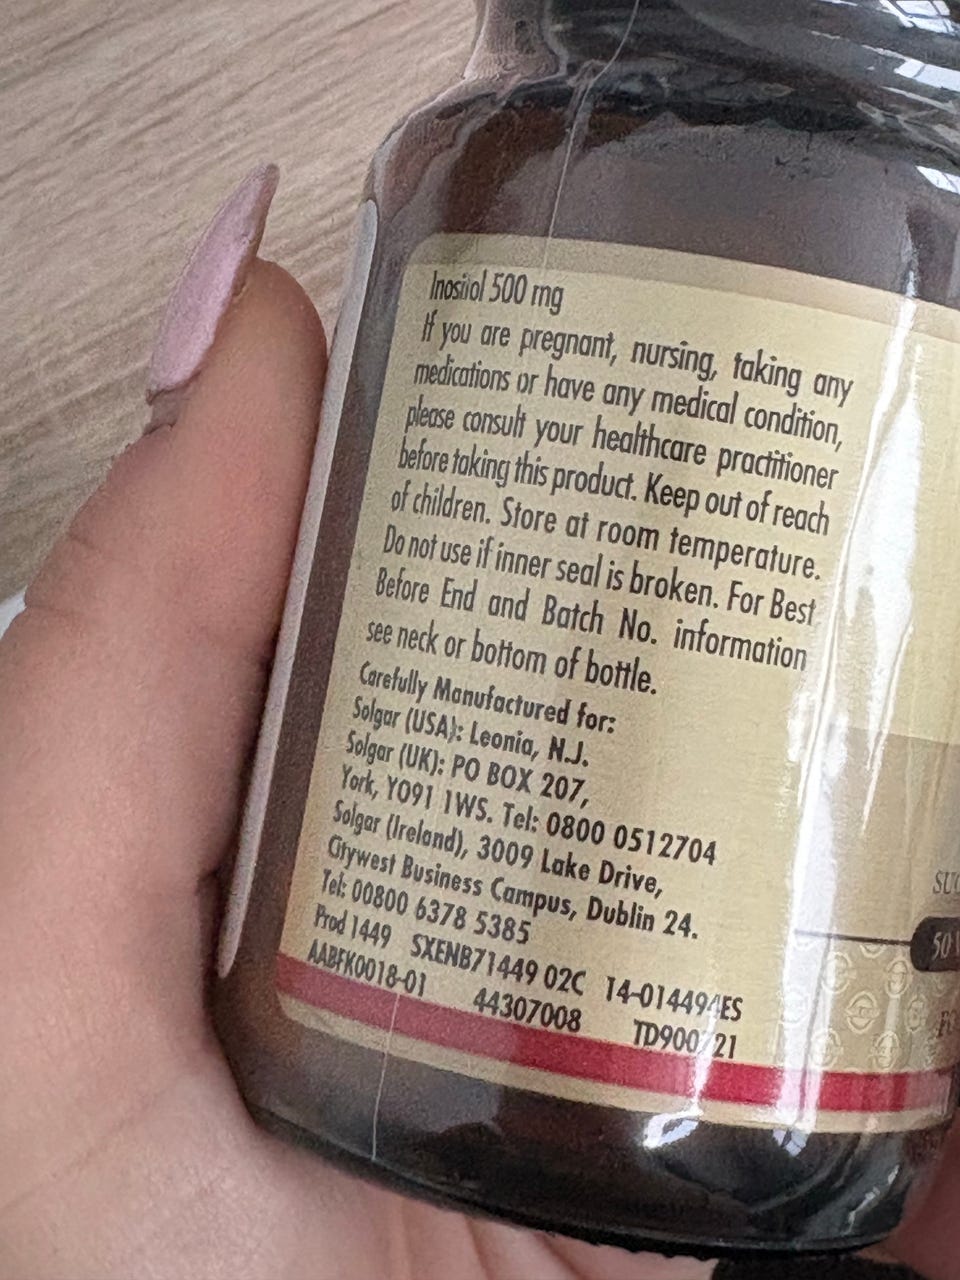 Inositol 500 mg
If you are pregnant, nursing, taking any
medications or have any medical condition,
please consult your healthcare practitioner
before taking this product. Keep out of reach
of children. Store at room temperature.
Do not use if inner seal is broken. For Best
Before End and Batch No. information
see neck or bottom of bottle.
Carefully Manufactured for:
Solgar (USA): Leonia, N.J.
Solgar (UK): PO BOX 207,
York, YO91 1WS. Tel: 0800 0512704
Solgar (Ireland), 3009 Lake Drive,
Citywest Business Campus, Dublin 24.
Tel: 00800 6378 5385
Prod 1449 SXENB71449 02C
AABFK0018-01 44307008
SU
50